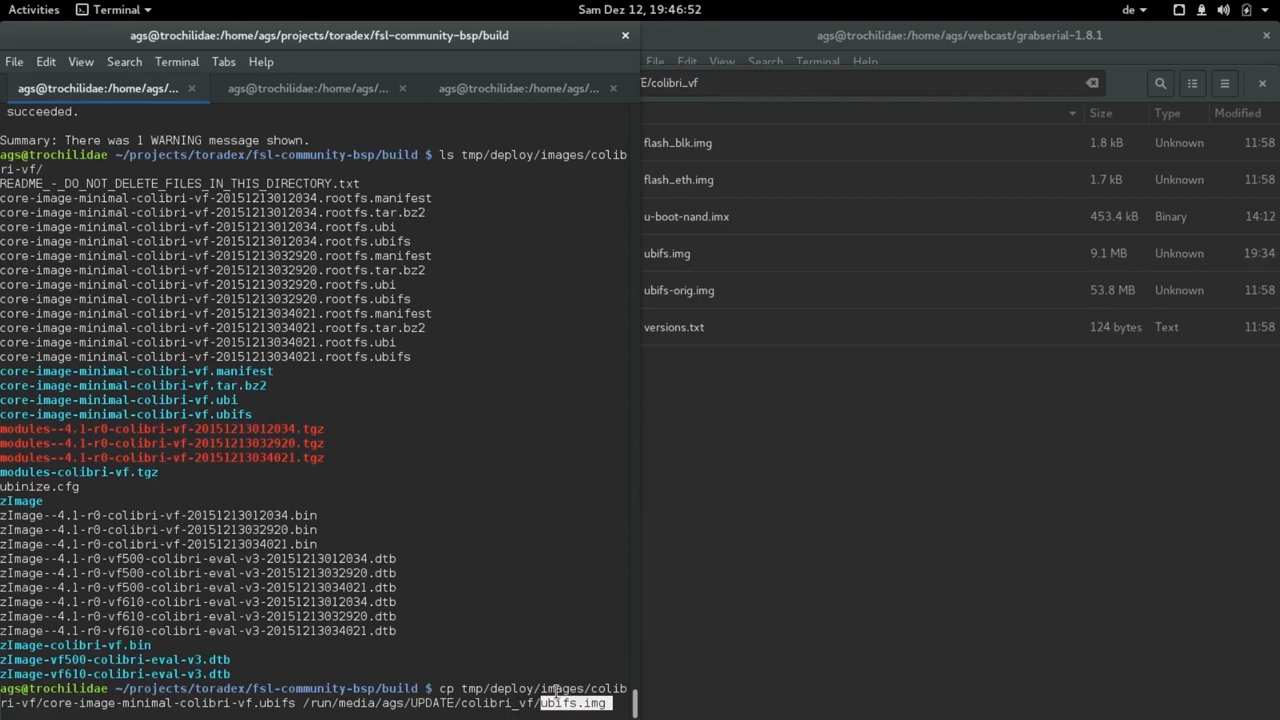 Activities Terminal Sam Dez 12, 19:46:52 de
ags@trochilidae:/home/ags/projects/toradex/fsl-community-bsp/build
ags@trochilidae:/home/ags/webcast/grabserial-1.8.1
File Edit View Search Terminal Tabs Help
File Edit View Search Terminal Help
ags@trochilidae:/home/ags/... ags@trochilidae:/home/ags/... ags@trochilidae:/home/ags/...
E/colibri_vf
succeeded.
Summary: There was 1 WARNING message shown.
ags@trochilidae ~/projects/toradex/fsl-community-bsp/build $ ls tmp/deploy/images/colib
ri-vf/
README_-_DO_NOT_DELETE_FILES_IN_THIS_DIRECTORY.txt
core-image-minimal-colibri-vf-20151213012034.rootfs.manifest
core-image-minimal-colibri-vf-20151213012034.rootfs.tar.bz2
core-image-minimal-colibri-vf-20151213012034.rootfs.ubi
core-image-minimal-colibri-vf-20151213012034.rootfs.ubifs
core-image-minimal-colibri-vf-20151213032920.rootfs.manifest
core-image-minimal-colibri-vf-20151213032920.rootfs.tar.bz2
core-image-minimal-colibri-vf-20151213032920.rootfs.ubi
core-image-minimal-colibri-vf-20151213032920.rootfs.ubifs
core-image-minimal-colibri-vf-20151213034021.rootfs.manifest
core-image-minimal-colibri-vf-20151213034021.rootfs.tar.bz2
core-image-minimal-colibri-vf-20151213034021.rootfs.ubi
core-image-minimal-colibri-vf-20151213034021.rootfs.ubifs
core-image-minimal-colibri-vf.manifest
core-image-minimal-colibri-vf.tar.bz2
core-image-minimal-colibri-vf.ubi
core-image-minimal-colibri-vf.ubifs
modules--4.1-r0-colibri-vf-20151213012034.tgz
modules--4.1-r0-colibri-vf-20151213032920.tgz
modules--4.1-r0-colibri-vf-20151213034021.tgz
modules-colibri-vf.tgz
ubinize.cfg
zImage
zImage--4.1-r0-colibri-vf-20151213012034.bin
zImage--4.1-r0-colibri-vf-20151213032920.bin
zImage--4.1-r0-colibri-vf-20151213034021.bin
zImage--4.1-r0-vf500-colibri-eval-v3-20151213012034.dtb
zImage--4.1-r0-vf500-colibri-eval-v3-20151213032920.dtb
zImage--4.1-r0-vf500-colibri-eval-v3-20151213034021.dtb
zImage--4.1-r0-vf610-colibri-eval-v3-20151213012034.dtb
zImage--4.1-r0-vf610-colibri-eval-v3-20151213032920.dtb
zImage--4.1-r0-vf610-colibri-eval-v3-20151213034021.dtb
zImage-colibri-vf.bin
zImage-vf500-colibri-eval-v3.dtb
zImage-vf610-colibri-eval-v3.dtb
ags@trochilidae ~/projects/toradex/fsl-community-bsp/build $ cp tmp/deploy/images/colib
ri-vf/core-image-minimal-colibri-vf.ubifs /run/media/ags/UPDATE/colibri_vf/ubifs.img
Size Type Modified
flash_blk.img 1.8 kB Unknown 11:58
flash_eth.img 1.7 kB Unknown 11:58
u-boot-nand.imx 453.4 kB Binary 14:12
ubifs.img 9.1 MB Unknown 19:34
ubifs-orig.img 53.8 MB Unknown 11:58
versions.txt 124 bytes Text 11:58